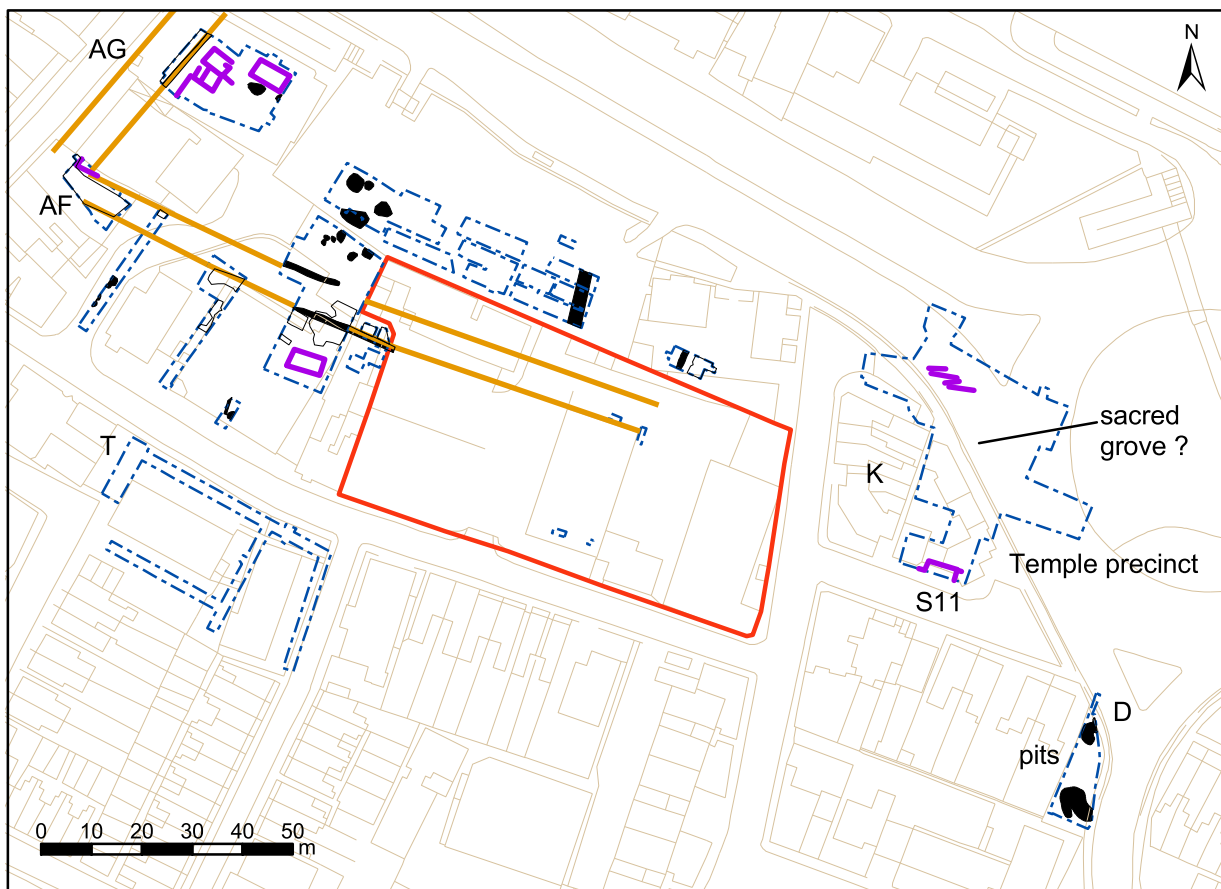 N
AG
AF
sacred
grove ?
T
K
Temple precinct
S11
D
pits
0 10 20 30 40 50
m